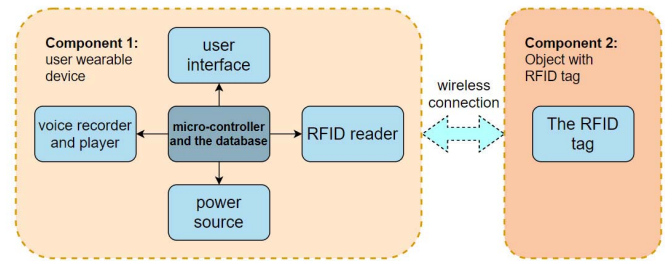 Component 1:
user wearable
device
user
interface
voice recorder
and player
micro-controller
and the database
RFID reader
power
source
wireless
connection
Component 2:
Object with
RFID tag
The RFID
tag